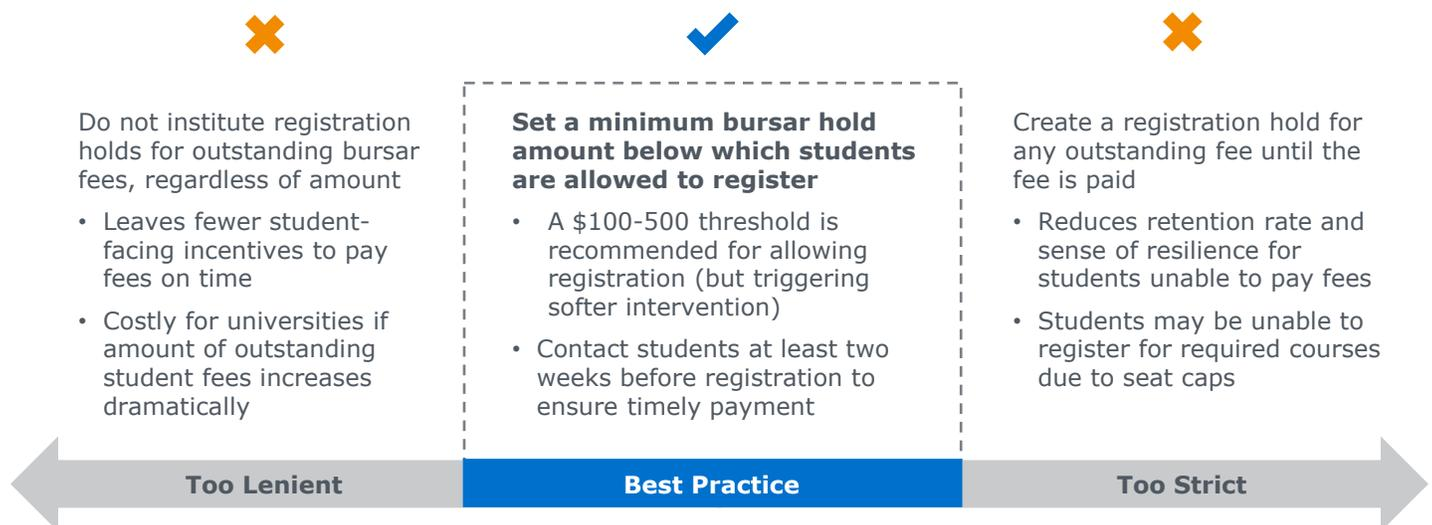 Do not institute registration
holds for outstanding bursar
fees, regardless of amount
• Leaves fewer student-
facing incentives to pay
fees on time
• Costly for universities if
amount of outstanding
student fees increases
dramatically
Set a minimum bursar hold
amount below which students
are allowed to register
• A $100-500 threshold is
recommended for allowing
registration (but triggering
softer intervention)
• Contact students at least two
weeks before registration to
ensure timely payment
Create a registration hold for
any outstanding fee until the
fee is paid
• Reduces retention rate and
sense of resilience for
students unable to pay fees
• Students may be unable to
register for required courses
due to seat caps
Too Lenient
Best Practice
Too Strict